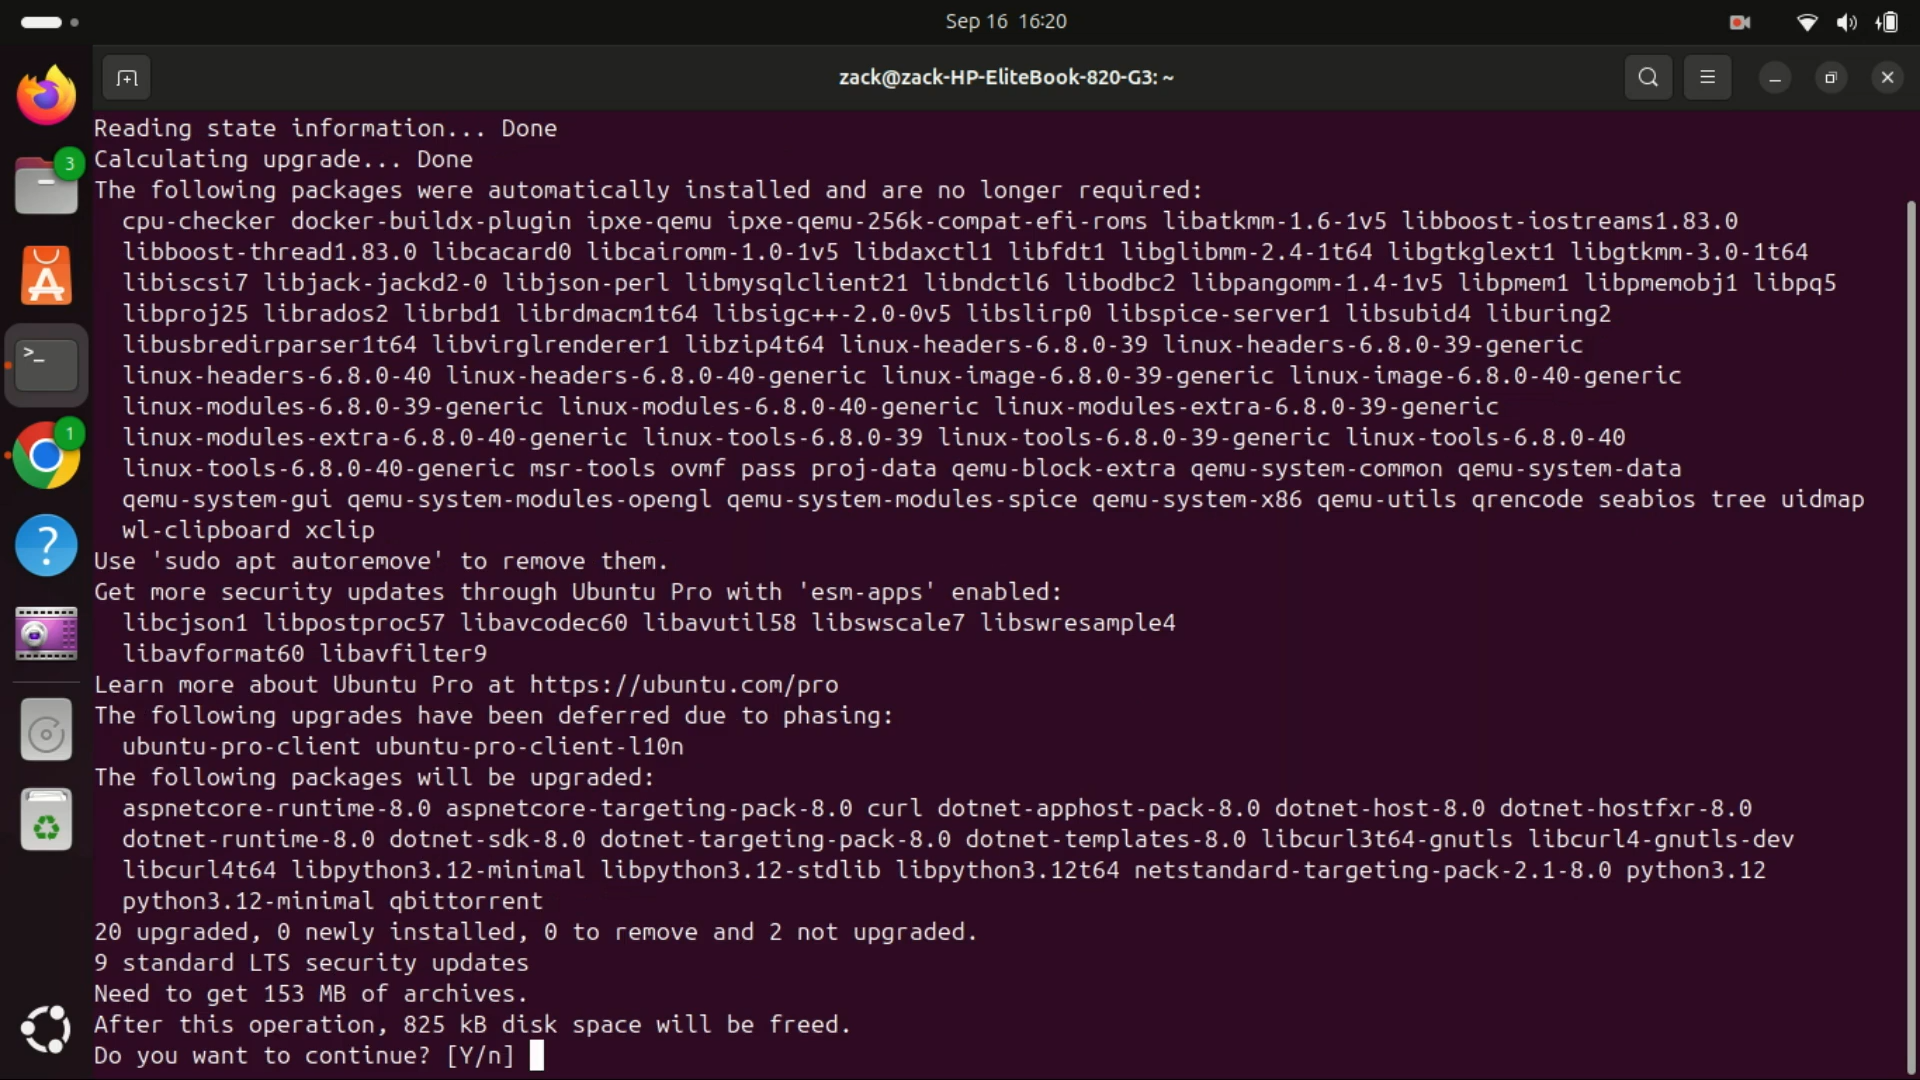 Sep 16 16:20
zack@zack-HP-EliteBook-820-G3: ~
3
1
Reading state information... Done
Calculating upgrade... Done
The following packages were automatically installed and are no longer required:
cpu-checker docker-buildx-plugin ipxe-qemu ipxe-qemu-256k-compat-efi-roms libatkmm-1.6-1v5 libboost-iostreams1.83.0
libboost-thread1.83.0 libcacard0 libcairomm-1.0-1v5 libdaxctl1 libfdt1 libglibmm-2.4-1t64 libgtkglext1 libgtkmm-3.0-1t64
libiscsi7 libjack-jackd2-0 libjson-perl libmysqlclient21 libndctl6 libodbc2 libpangomm-1.4-1v5 libpmem1 libpmemobj1 libpq5
libproj25 librados2 librbd1 librdmacm1t64 libsigc++-2.0-0v5 libslirp0 libspice-server1 libsubid4 liburing2
libusbredirparser1t64 libvirglrenderer1 libzip4t64 linux-headers-6.8.0-39 linux-headers-6.8.0-39-generic
linux-headers-6.8.0-40 linux-headers-6.8.0-40-generic linux-image-6.8.0-39-generic linux-image-6.8.0-40-generic
linux-modules-6.8.0-39-generic linux-modules-6.8.0-40-generic linux-modules-extra-6.8.0-39-generic
linux-modules-extra-6.8.0-40-generic linux-tools-6.8.0-39 linux-tools-6.8.0-39-generic linux-tools-6.8.0-40
linux-tools-6.8.0-40-generic msr-tools ovmf pass proj-data qemu-block-extra qemu-system-common qemu-system-data
qemu-system-gui qemu-system-modules-opengl qemu-system-modules-spice qemu-system-x86 qemu-utils qrencode seabios tree uidmap
wl-clipboard xclip
Use 'sudo apt autoremove' to remove them.
Get more security updates through Ubuntu Pro with 'esm-apps' enabled:
libcjson1 libpostproc57 libavcodec60 libavutil58 libswscale7 libswresample4
libavformat60 libavfilter9
Learn more about Ubuntu Pro at https://ubuntu.com/pro
The following upgrades have been deferred due to phasing:
ubuntu-pro-client ubuntu-pro-client-l10n
The following packages will be upgraded:
aspnetcore-runtime-8.0 aspnetcore-targeting-pack-8.0 curl dotnet-apphost-pack-8.0 dotnet-host-8.0 dotnet-hostfxr-8.0
dotnet-runtime-8.0 dotnet-sdk-8.0 dotnet-targeting-pack-8.0 dotnet-templates-8.0 libcurl3t64-gnutls libcurl4-gnutls-dev
libcurl4t64 libpython3.12-minimal libpython3.12-stdlib libpython3.12t64 netstandard-targeting-pack-2.1-8.0 python3.12
python3.12-minimal qbittorrent
20 upgraded, 0 newly installed, 0 to remove and 2 not upgraded.
9 standard LTS security updates
Need to get 153 MB of archives.
After this operation, 825 kB disk space will be freed.
Do you want to continue? [Y/n]